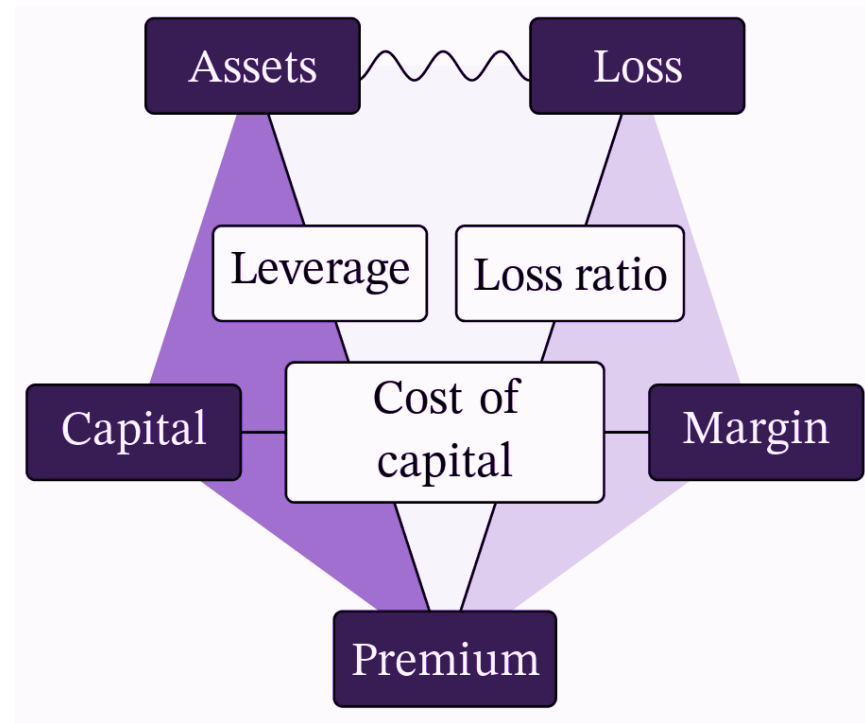 Assets
Loss
Leverage
Loss ratio
Cost of
capital
Capital
Margin
Premium